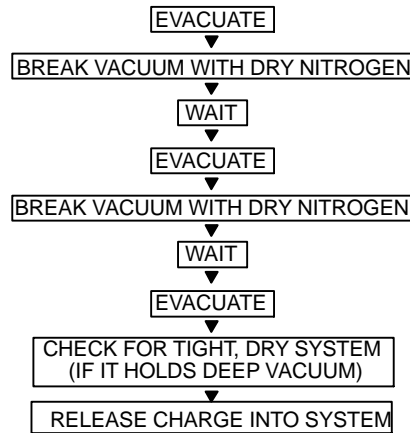 EVACUATE
BREAK VACUUM WITH DRY NITROGEN
WAIT
EVACUATE
BREAK VACUUM WITH DRY NITROGEN
WAIT
EVACUATE
CHECK FOR TIGHT, DRY SYSTEM
(IF IT HOLDS DEEP VACUUM)
RELEASE CHARGE INTO SYSTEM